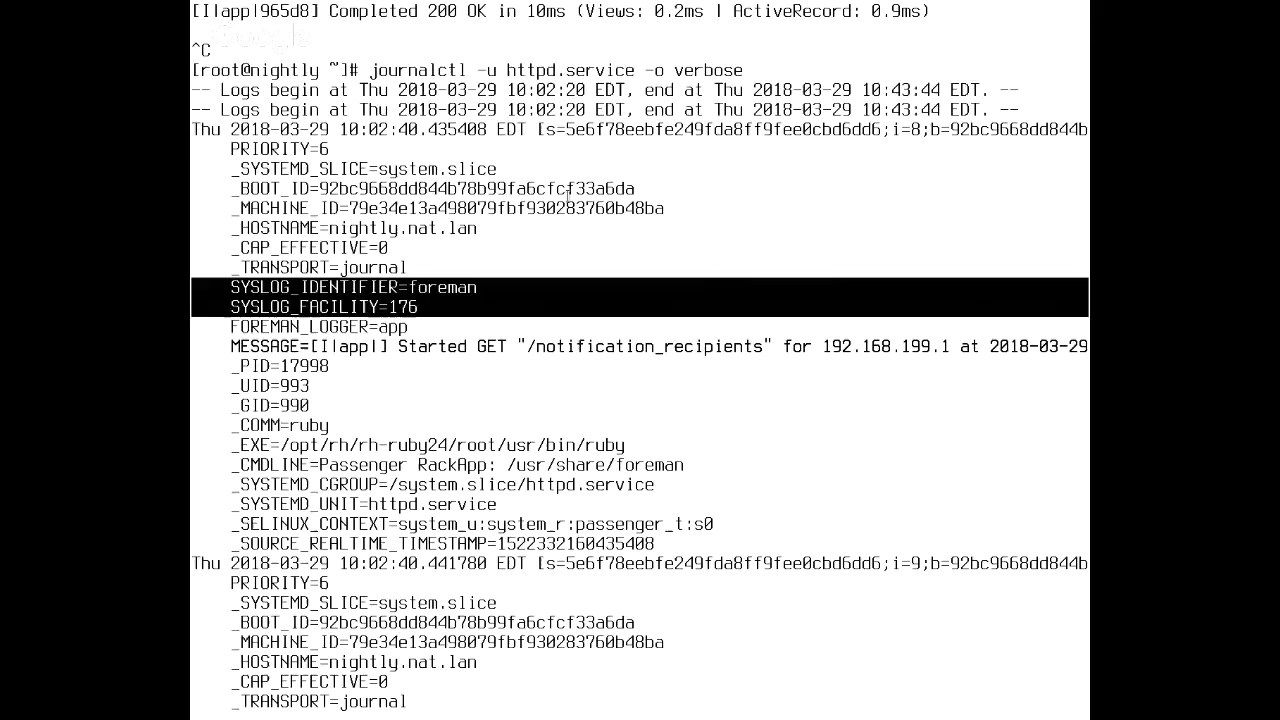 [I|app|965d8] Completed 200 OK in 10ms (Views: 0.2ms | ActiveRecord: 0.9ms)
^C
[root@nightly ~]# journalctl -u httpd.service -o verbose
-- Logs begin at Thu 2018-03-29 10:02:20 EDT, end at Thu 2018-03-29 10:43:44 EDT. --
-- Logs begin at Thu 2018-03-29 10:02:20 EDT, end at Thu 2018-03-29 10:43:44 EDT. --
Thu 2018-03-29 10:02:40.435408 EDT [s=5e6f78eebfe249fda8ff9fee0cbd6dd6;i=8;b=92bc9668dd844b
PRIORITY=6
_SYSTEMD_SLICE=system.slice
_BOOT_ID=92bc9668dd844b78b99fa6cfcf33a6da
_MACHINE_ID=79e34e13a498079fbf930283760b48ba
_HOSTNAME=nightly.nat.lan
_CAP_EFFECTIVE=0
_TRANSPORT=journal
SYSLOG_IDENTIFIER=foreman
SYSLOG_FACILITY=176
FOREMAN_LOGGER=app
MESSAGE=[I|app|] Started GET "/notification_recipients" for 192.168.199.1 at 2018-03-29
_PID=17998
_UID=993
_GID=990
_COMM=ruby
_EXE=/opt/rh/rh-ruby24/root/usr/bin/ruby
_CMDLINE=Passenger RackApp: /usr/share/foreman
_SYSTEMD_CGROUP=/system.slice/httpd.service
_SYSTEMD_UNIT=httpd.service
_SELINUX_CONTEXT=system_u:system_r:passenger_t:s0
_SOURCE_REALTIME_TIMESTAMP=1522332160435408
Thu 2018-03-29 10:02:40.441780 EDT [s=5e6f78eebfe249fda8ff9fee0cbd6dd6;i=9;b=92bc9668dd844b
PRIORITY=6
_SYSTEMD_SLICE=system.slice
_BOOT_ID=92bc9668dd844b78b99fa6cfcf33a6da
_MACHINE_ID=79e34e13a498079fbf930283760b48ba
_HOSTNAME=nightly.nat.lan
_CAP_EFFECTIVE=0
_TRANSPORT=journal